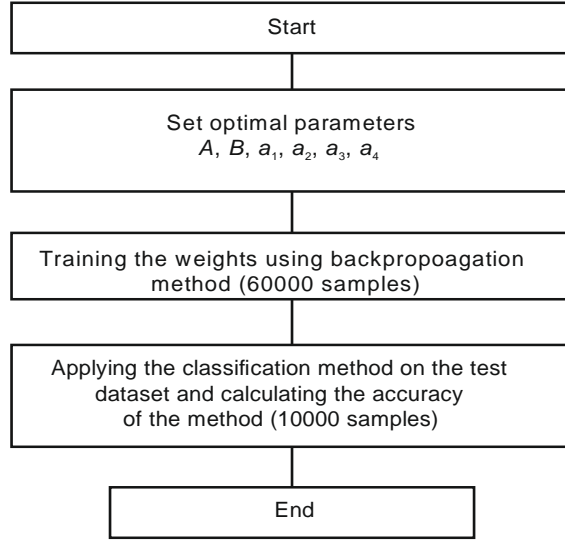 Start
Set optimal parameters
A, B, a₁, a₂, a₃, a₄
Training the weights using backpropoagation
method (60000 samples)
Applying the classification method on the test
dataset and calculating the accuracy
of the method (10000 samples)
End